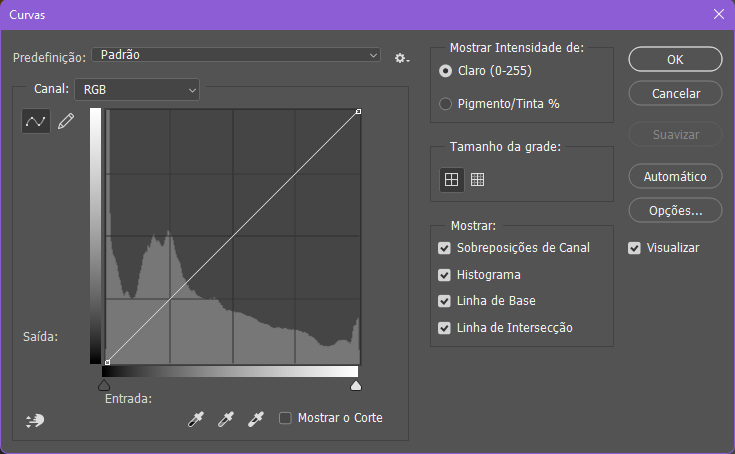 Curvas
Predefinição: Padrão
Canal: RGB
Saída:
Entrada:
Mostrar o Corte
Mostrar Intensidade de:
Claro (0-255)
Pigmento/Tinta %
Tamanho da grade:
Mostrar:
Sobreposições de Canal
Histograma
Linha de Base
Linha de Intersecção
OK
Cancelar
Suavizar
Automático
Opções...
Visualizar